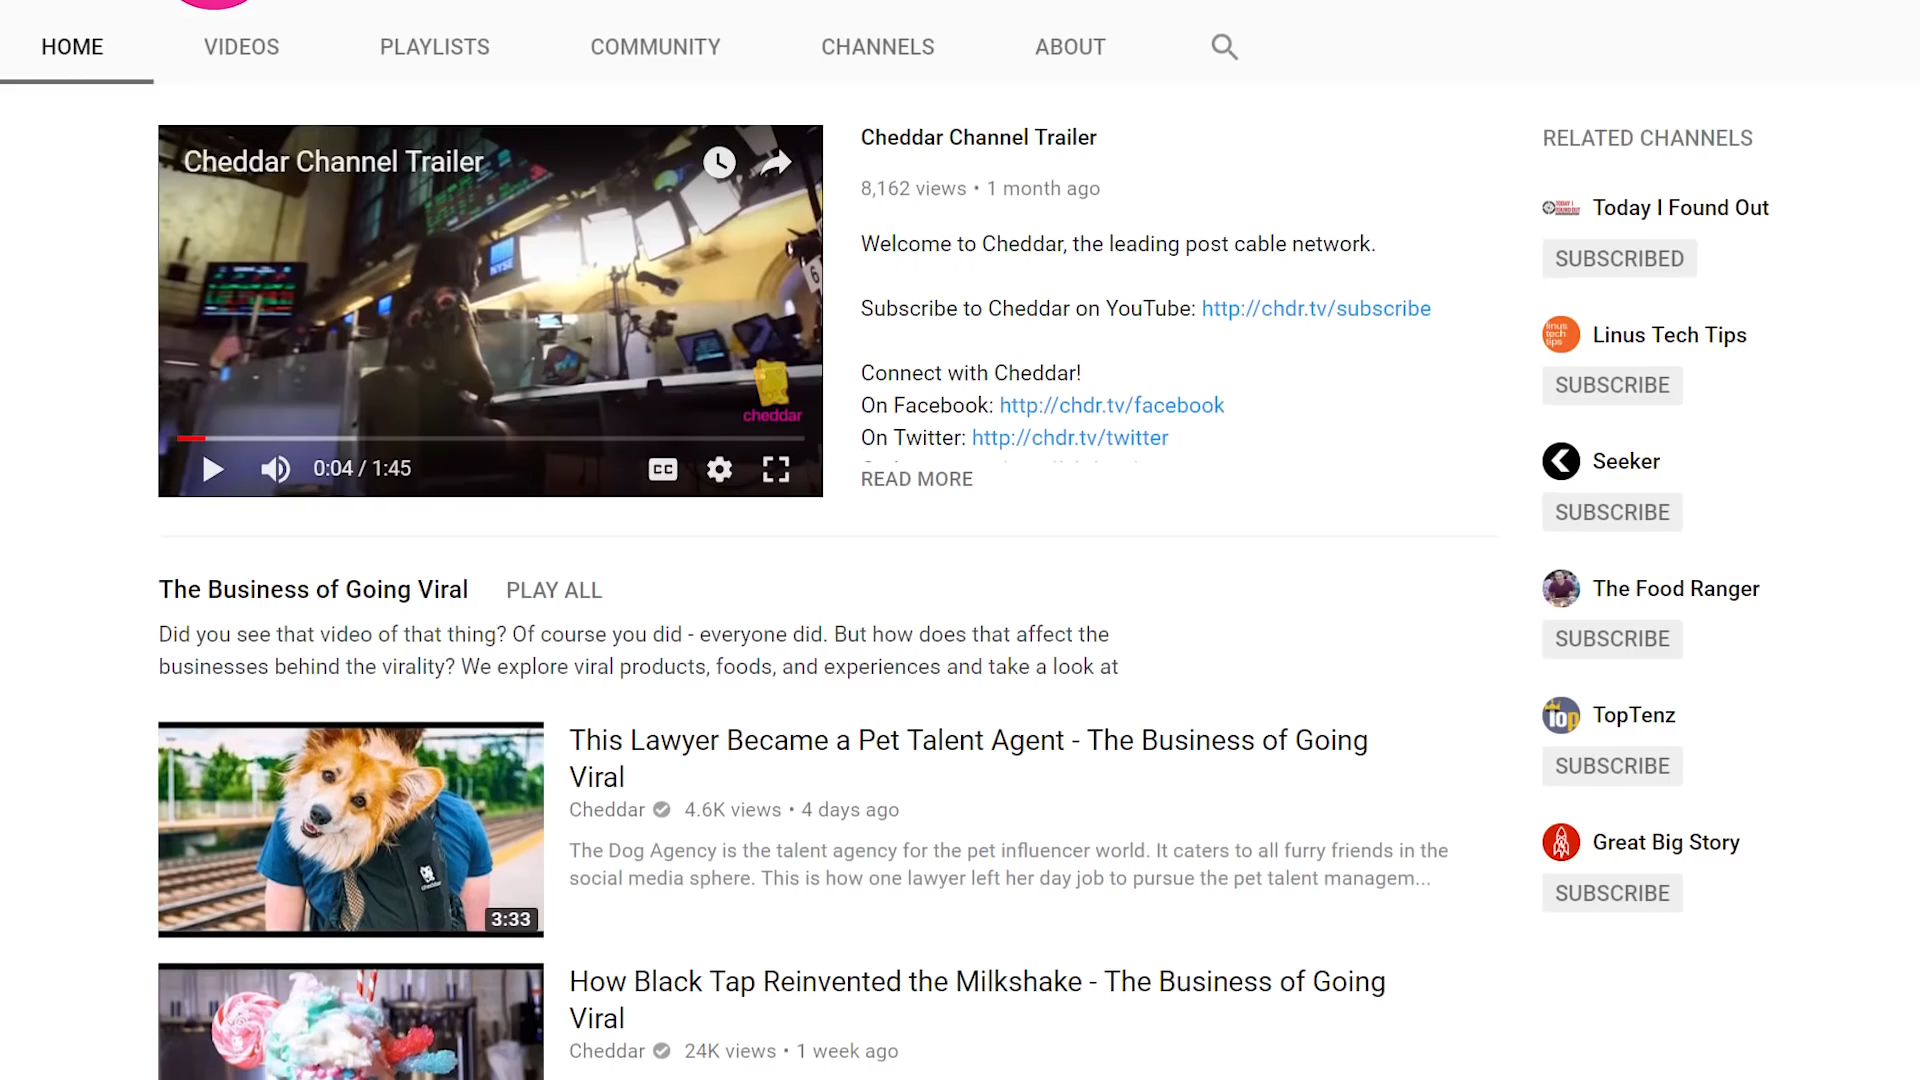 HOME VIDEOS PLAYLISTS COMMUNITY CHANNELS ABOUT
Cheddar Channel Trailer
NYSE
6
cheddar
0:04 / 1:45
CC
Cheddar Channel Trailer
8,162 views • 1 month ago
Welcome to Cheddar, the leading post cable network.
Subscribe to Cheddar on YouTube: http://chdr.tv/subscribe
Connect with Cheddar!
On Facebook: http://chdr.tv/facebook
On Twitter: http://chdr.tv/twitter
READ MORE
The Business of Going Viral PLAY ALL
Did you see that video of that thing? Of course you did - everyone did. But how does that affect the
businesses behind the virality? We explore viral products, foods, and experiences and take a look at
cheddar
3:33
This Lawyer Became a Pet Talent Agent - The Business of Going
Viral
Cheddar 4.6K views • 4 days ago
The Dog Agency is the talent agency for the pet influencer world. It caters to all furry friends in the
social media sphere. This is how one lawyer left her day job to pursue the pet talent managem...
How Black Tap Reinvented the Milkshake - The Business of Going
Viral
Cheddar 24K views • 1 week ago
RELATED CHANNELS
Today I Found Out
SUBSCRIBED
linus
tech
tips
Linus Tech Tips
SUBSCRIBE
Seeker
SUBSCRIBE
The Food Ranger
SUBSCRIBE
Top
TopTenz
SUBSCRIBE
Great Big Story
SUBSCRIBE